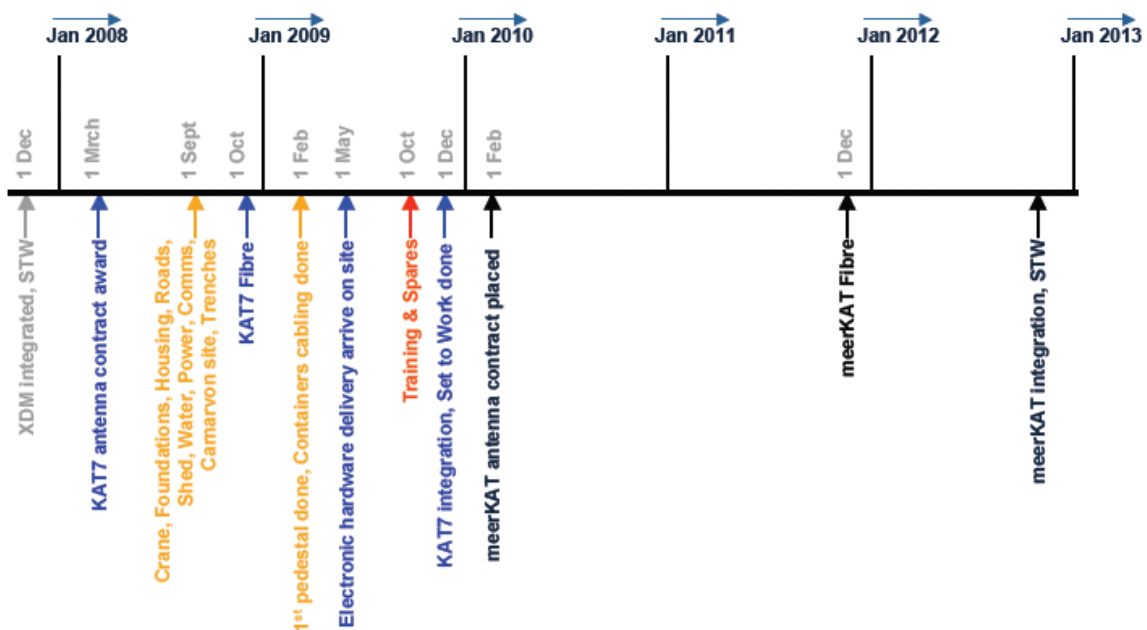 Jan 2008
Jan 2009
Jan 2010
Jan 2011
Jan 2012
Jan 2013
1 Dec
1 Mrch
1 Sept
1 Oct
1 Feb
1 May
1 Oct
1 Dec
1 Feb
1 Dec
XDM integrated, STW
KAT7 antenna contract award
Crane, Foundations, Housing, Roads,
Shed, Water, Power, Comms,
Carnarvon site, Trenches
KAT7 Fibre
1st pedestal done, Containers cabling done
Electronic hardware delivery arrive on site
Training & Spares
KAT7 integration, Set to Work done
meerKAT antenna contract placed
meerKAT Fibre
meerKAT integration, STW